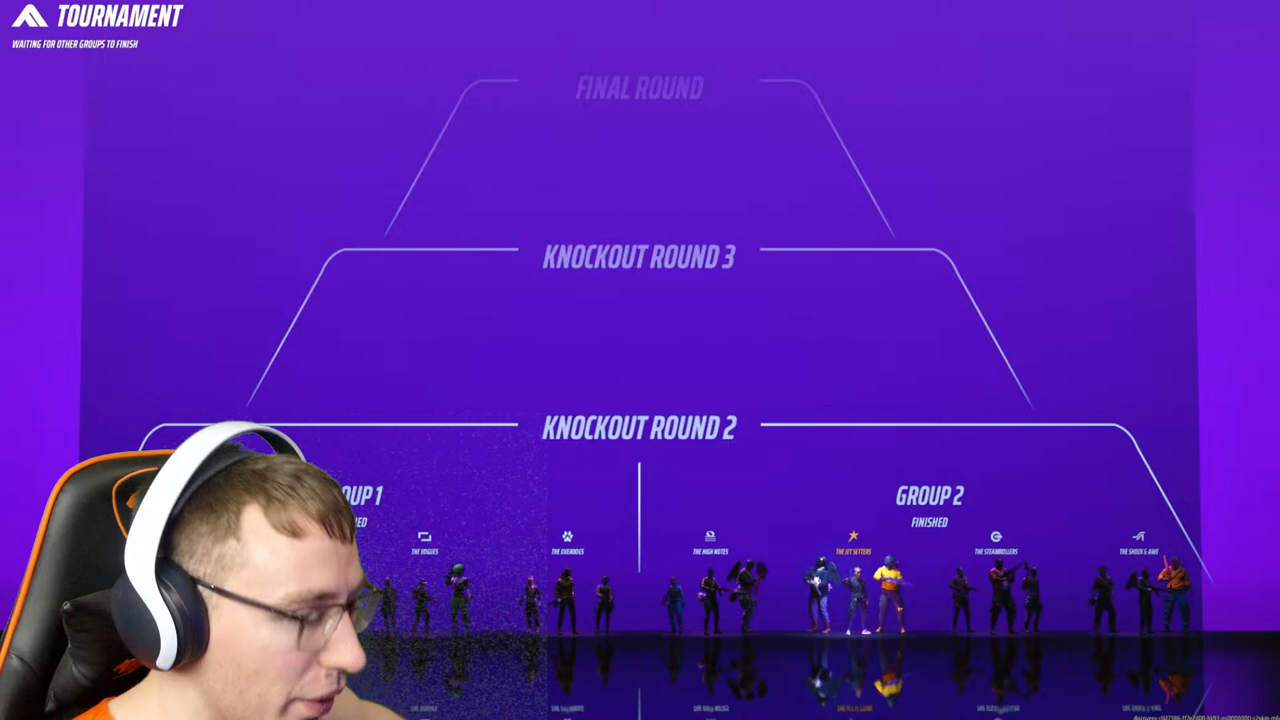 TOURNAMENT
WAITING FOR OTHER GROUPS TO FINISH
FINAL ROUND
KNOCKOUT ROUND 3
KNOCKOUT ROUND 2
OUP 1
ED
THE VOGUES
THE OVERDOGS
GROUP 2
FINISHED
THE HIGH NOTES
THE JET SETTERS
THE STEAMROLLERS
THE SHOCK & AWE